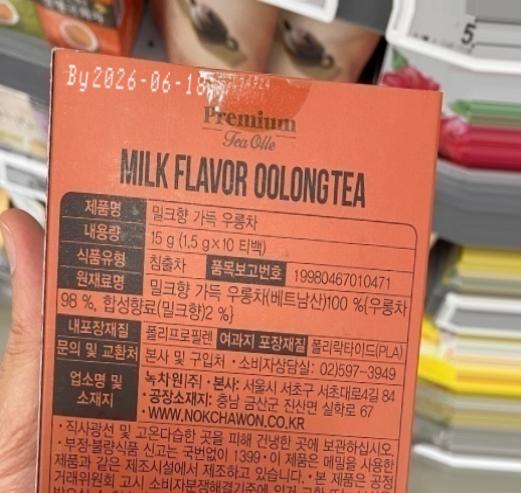 By 2026-06-18
Premium
Tea Olle
MILK FLAVOR OOLONG TEA
제품명 밀크향 가득 우롱차
내용량 15 g (1.5 g×10 티백)
식품유형 침출차 품목보고번호 19980467010471
원재료명 밀크향 가득 우롱차(베트남산)100 %{우롱차
98 %, 합성향료(밀크향)2 %}
내포장재질 폴리프로필렌 여과지 포장재질 폴리락타이드(PLA)
문의 및 교환처 본사 및 구입처 · 소비자상담실: 02)597-3949
업소명 및 소재지 녹차원(주) · 본사: 서울시 서초구 서초대로4길 84
· 공장소재지: 충남 금산군 진산면 실학로 67
· WWW.NOKCHAWON.CO.KR
· 직사광선 및 고온다습한 곳을 피해 건냉한 곳에 보관하십시오.
· 부정·불량식품 신고는 국번없이 1399 · 이 제품은 메밀을 사용한
제품과 같은 제조시설에서 제조하고 있습니다. · 본 제품은 공정
거래위원회 고시 소비자분쟁해결기준에 의거 교환